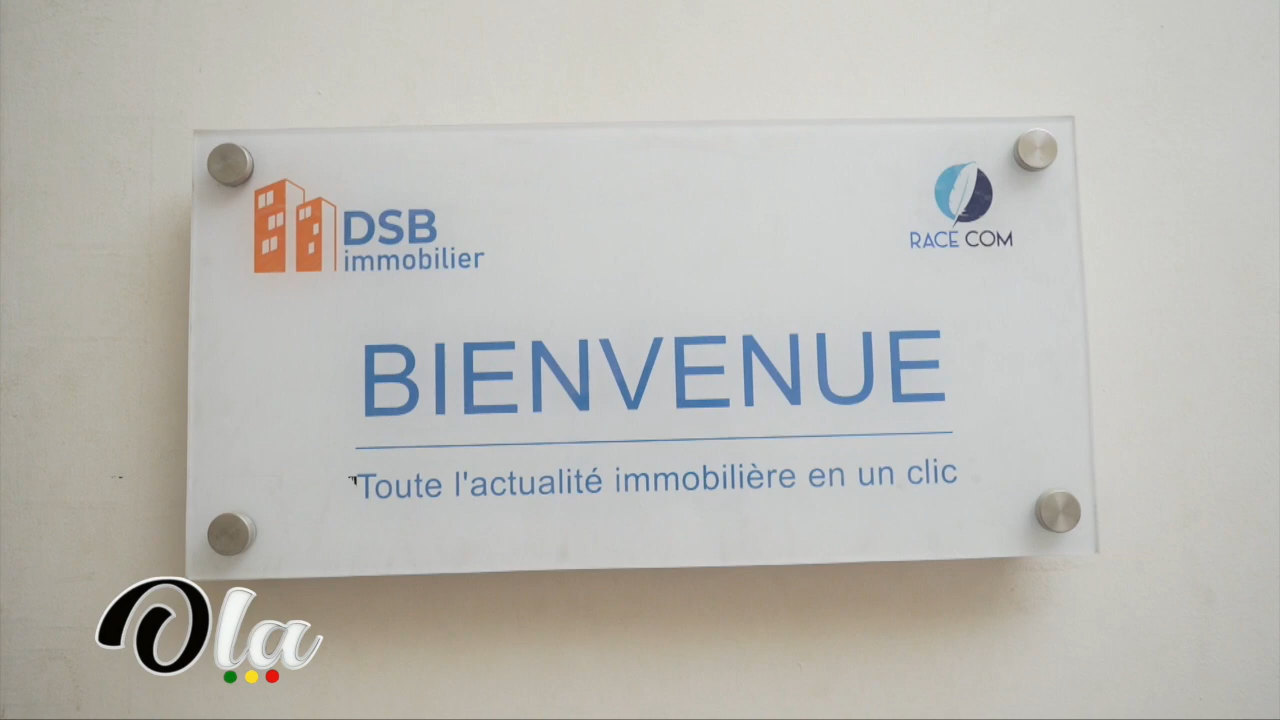 DSB
immobilier
RACE COM
BIENVENUE
Toute l'actualité immobilière en un clic
Ola